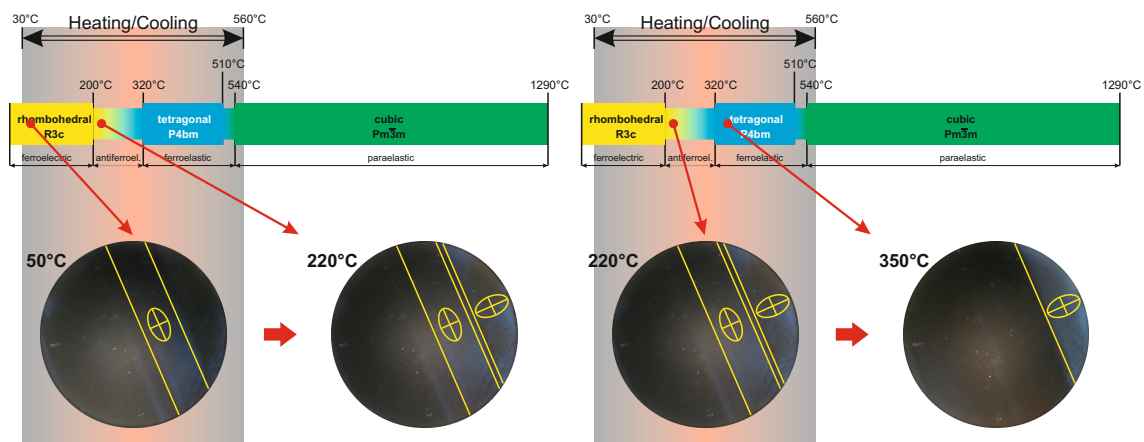 30°C
Heating/Cooling
560°C
510°C
200°C
320°C
540°C
1290°C
rhombohedral
R3c
tetragonal
P4bm
cubic
Pm3̅m
ferroelectric
antiferroel.
ferroelastic
paraelastic
50°C
220°C
30°C
Heating/Cooling
560°C
510°C
200°C
320°C
540°C
1290°C
rhombohedral
R3c
tetragonal
P4bm
cubic
Pm3̅m
ferroelectric
antiferroel.
ferroelastic
paraelastic
220°C
350°C